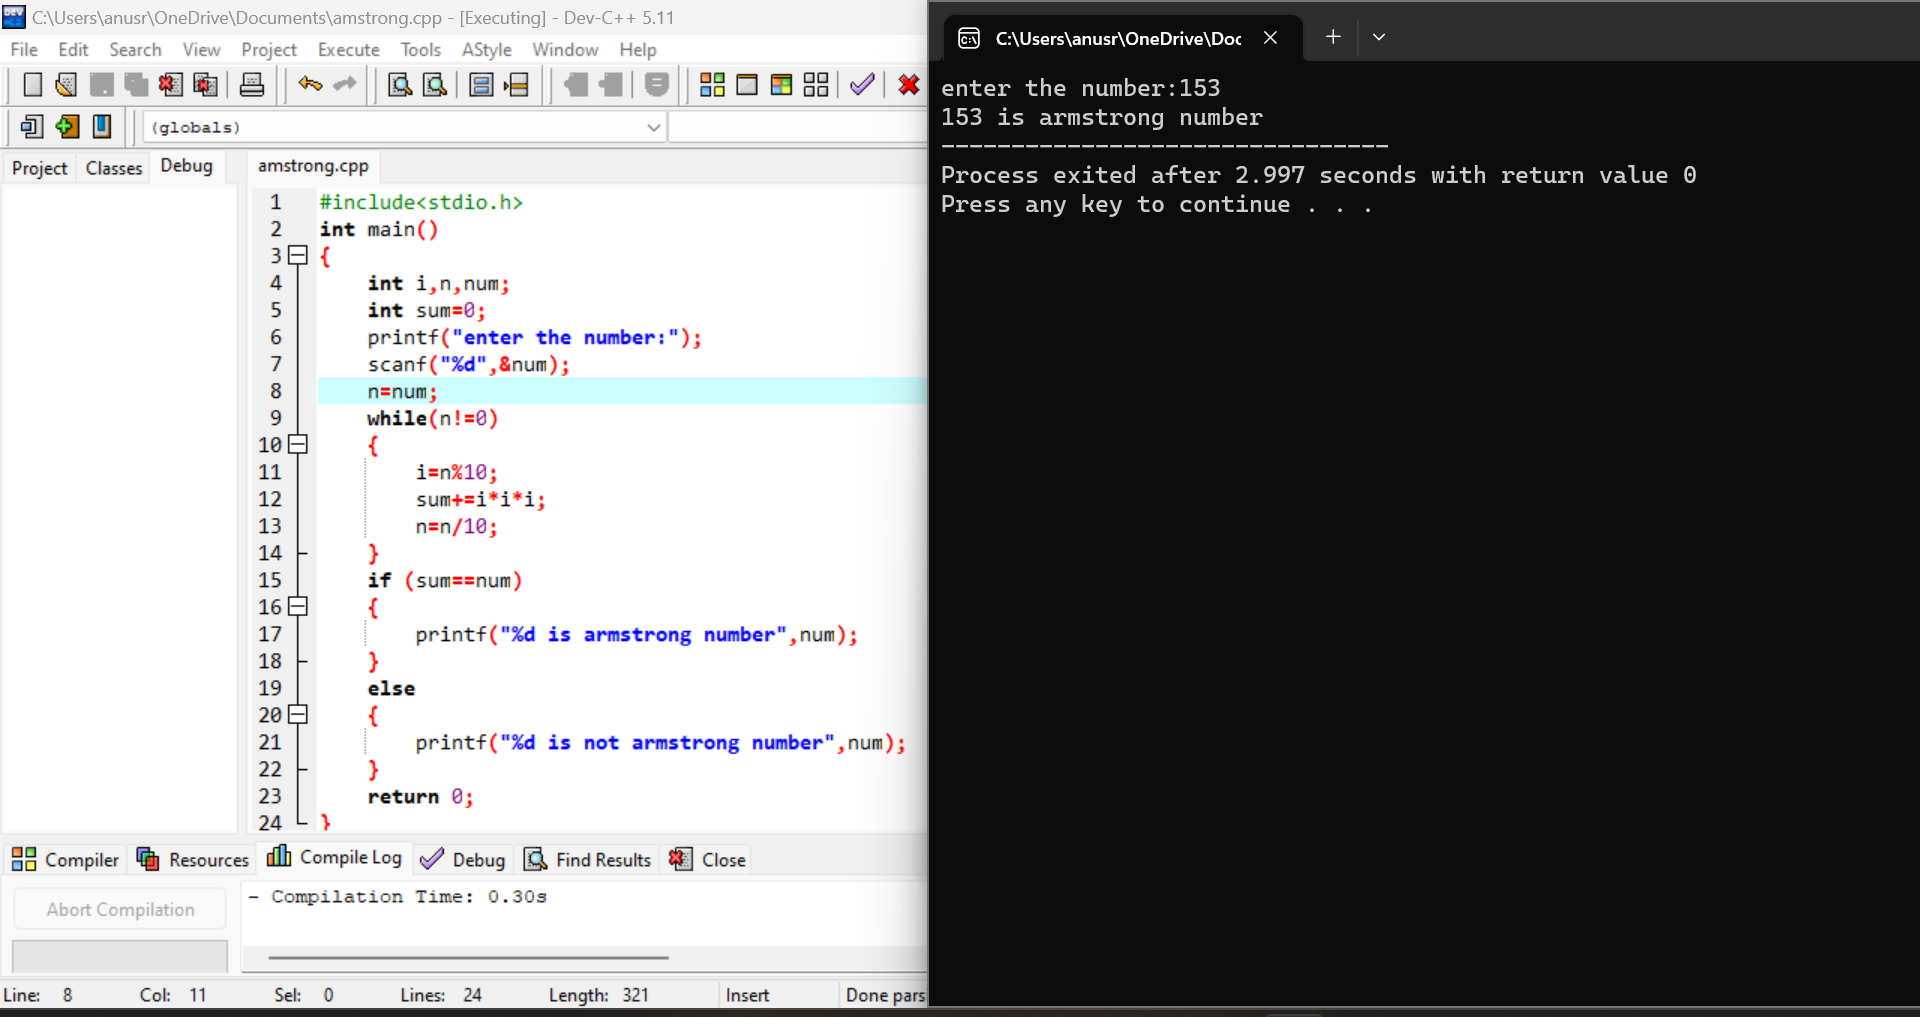 C:\Users\anusr\OneDrive\Documents\amstrong.cpp - [Executing] - Dev-C++ 5.11
File Edit Search View Project Execute Tools AStyle Window Help
(globals)
Project Classes Debug
amstrong.cpp
1 #include<stdio.h>
2 int main()
3 {
4 int i,n,num;
5 int sum=0;
6 printf("enter the number:");
7 scanf("%d",&num);
8 n=num;
9 while(n!=0)
10 {
11 i=n%10;
12 sum+=i*i*i;
13 n=n/10;
14 }
15 if (sum==num)
16 {
17 printf("%d is armstrong number",num);
18 }
19 else
20 {
21 printf("%d is not armstrong number",num);
22 }
23 return 0;
24 }
Compiler Resources Compile Log Debug Find Results Close
Abort Compilation
- Compilation Time: 0.30s
Line: 8 Col: 11 Sel: 0 Lines: 24 Length: 321 Insert Done pars
C:\Users\anusr\OneDrive\Doc
enter the number:153
153 is armstrong number
--------------------------------
Process exited after 2.997 seconds with return value 0
Press any key to continue . . .